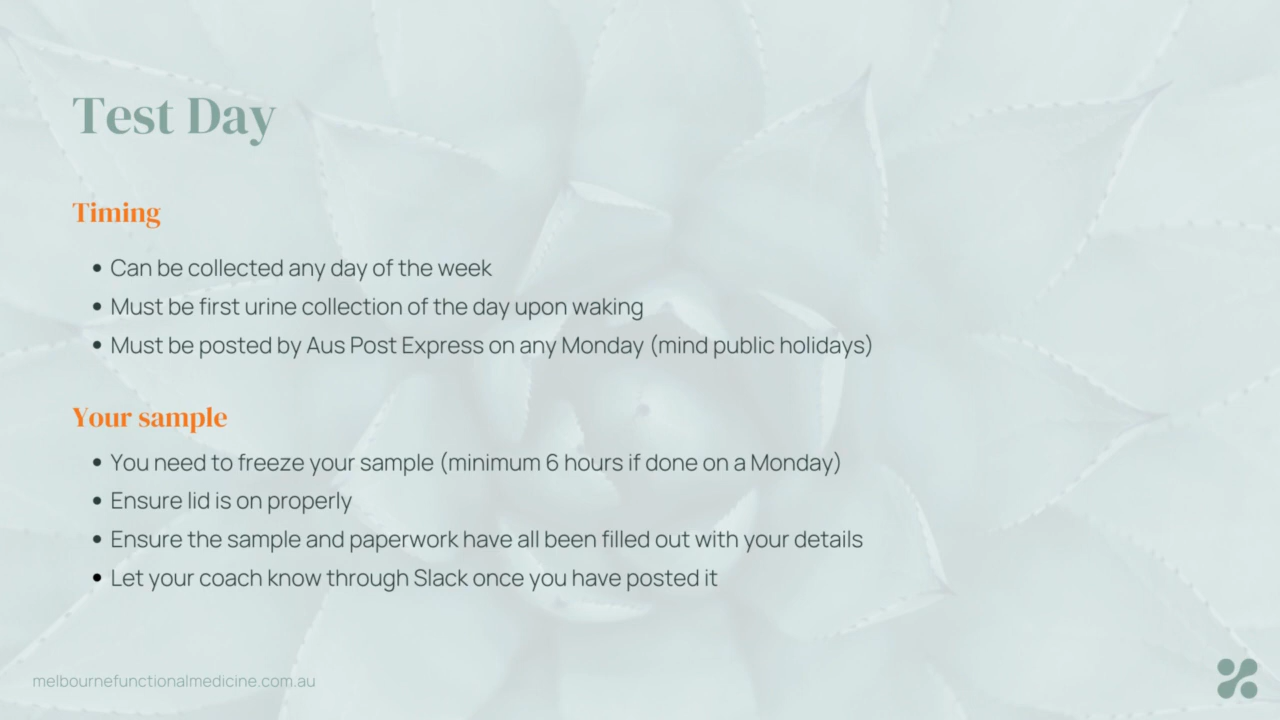 Test Day
Timing
• Can be collected any day of the week
• Must be first urine collection of the day upon waking
• Must be posted by Aus Post Express on any Monday (mind public holidays)
Your sample
• You need to freeze your sample (minimum 6 hours if done on a Monday)
• Ensure lid is on properly
• Ensure the sample and paperwork have all been filled out with your details
• Let your coach know through Slack once you have posted it
melbournefunctionalmedicine.com.au